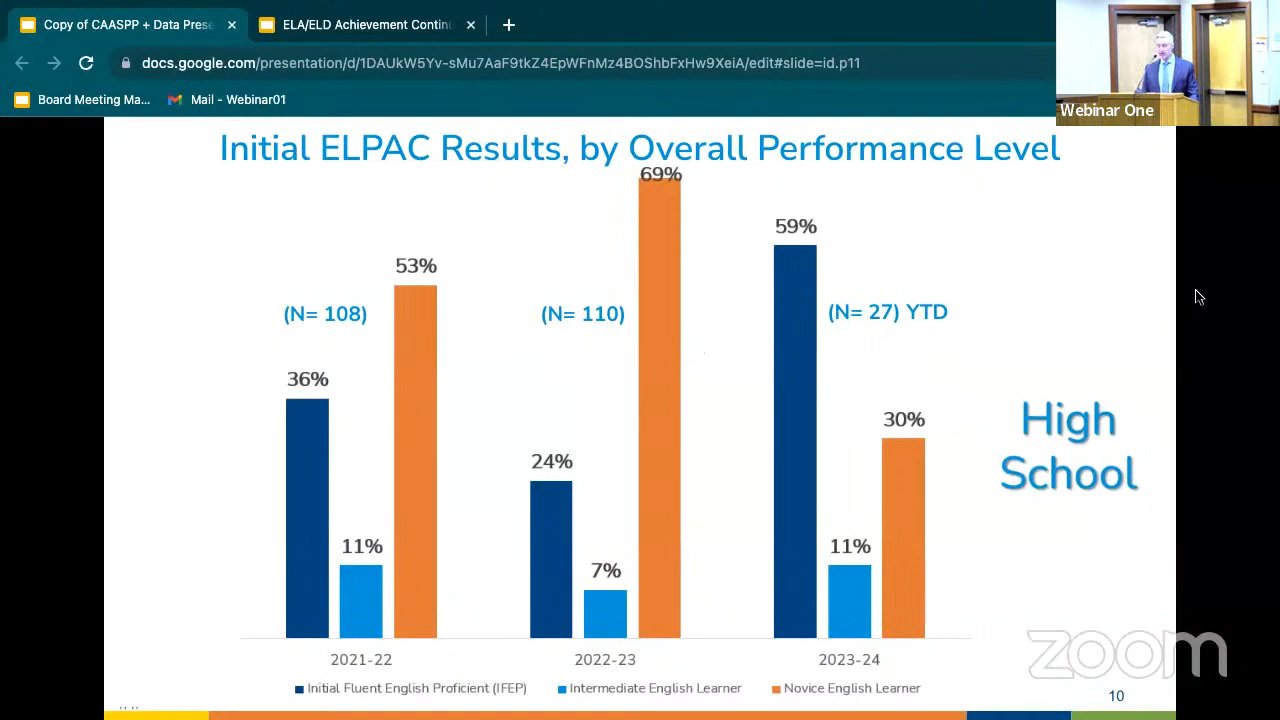 Copy of CAASPP + Data Prese
ELA/ELD Achievement Contin
docs.google.com/presentation/d/1DAUkW5Yv-sMu7AaF9tkZ4EpWFnMz4BOShbFxHw9XeiA/edit#slide=id.p11
Board Meeting Ma...
Mail - Webinar01
Webinar One
Initial ELPAC Results, by Overall Performance Level
69%
59%
53%
(N= 108)
(N= 110)
(N= 27) YTD
36%
30%
24%
High
School
11%
7%
11%
2021-22
2022-23
2023-24
zoom
Initial Fluent English Proficient (IFEP)
Intermediate English Learner
Novice English Learner
10